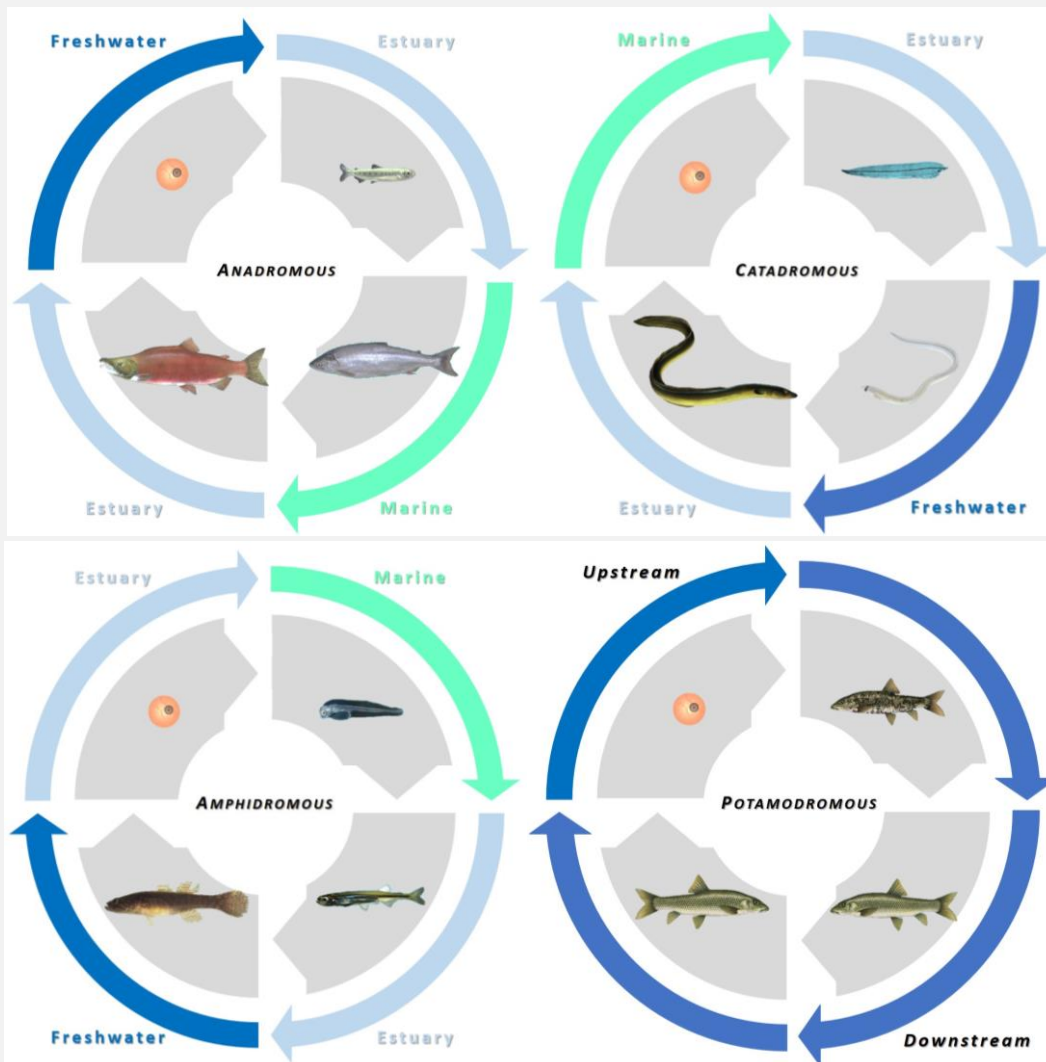 Freshwater
Estuary
ANADROMOUS
Estuary
Marine
Marine
Estuary
CATADROMOUS
Estuary
Freshwater
Estuary
Marine
AMPHIDROMOUS
Freshwater
Estuary
Upstream
POTAMODROMOUS
Downstream